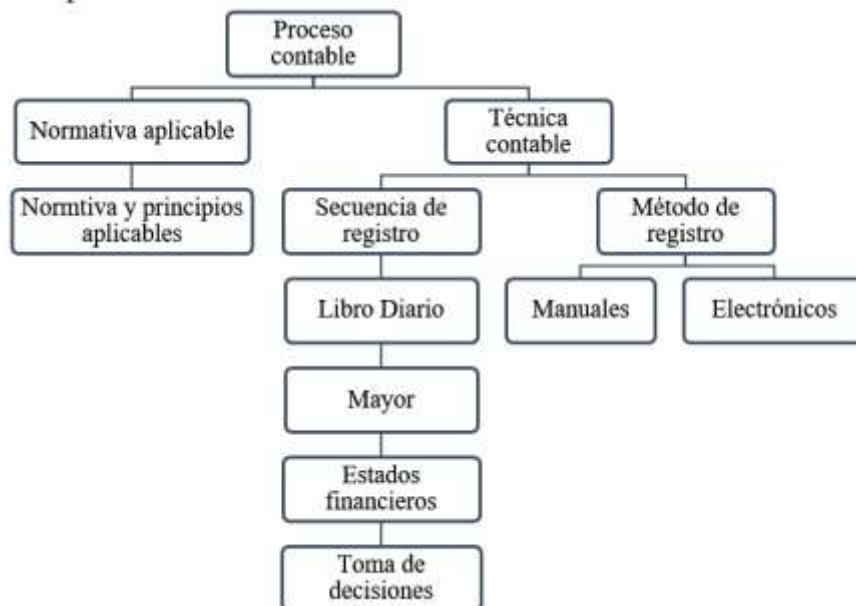 Proceso
contable
Normativa aplicable
Técnica
contable
Normtiva y principios
aplicables
Secuencia de
registro
Método de
registro
Libro Diario
Manuales
Electrónicos
Mayor
Estados
financieros
Toma de
decisiones